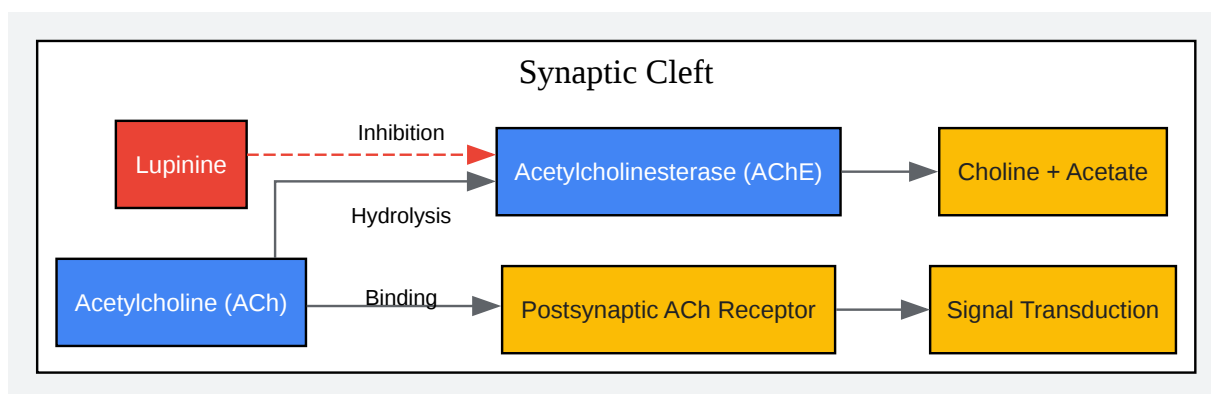 Synaptic Cleft
Lupinine
Inhibition
Acetylcholinesterase (AChE)
Choline + Acetate
Hydrolysis
Acetylcholine (ACh)
Binding
Postsynaptic ACh Receptor
Signal Transduction